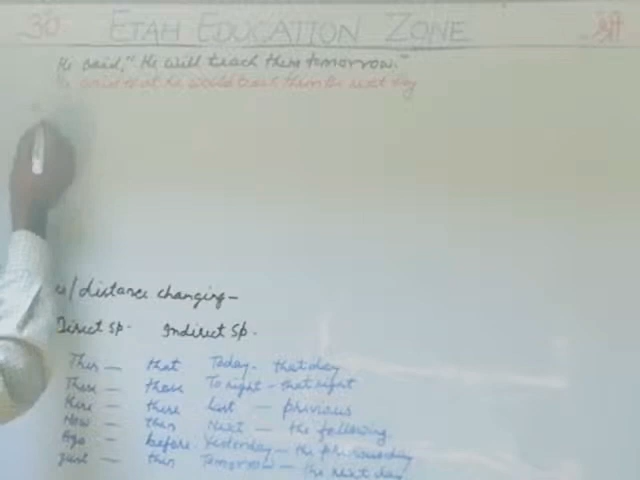 30 ETAH EDUCATION ZONE श्री
He said, "He will teach them tomorrow."
He said that he would teach them the next day
/distance changing—
Direct Sp. Indirect Sp.
This — that Today - that day
These — those Tonight - that night
Here — there Last — previous
Now — then Next — the following
Ago — before Yesterday — the previous day
Just — then Tomorrow — the next day